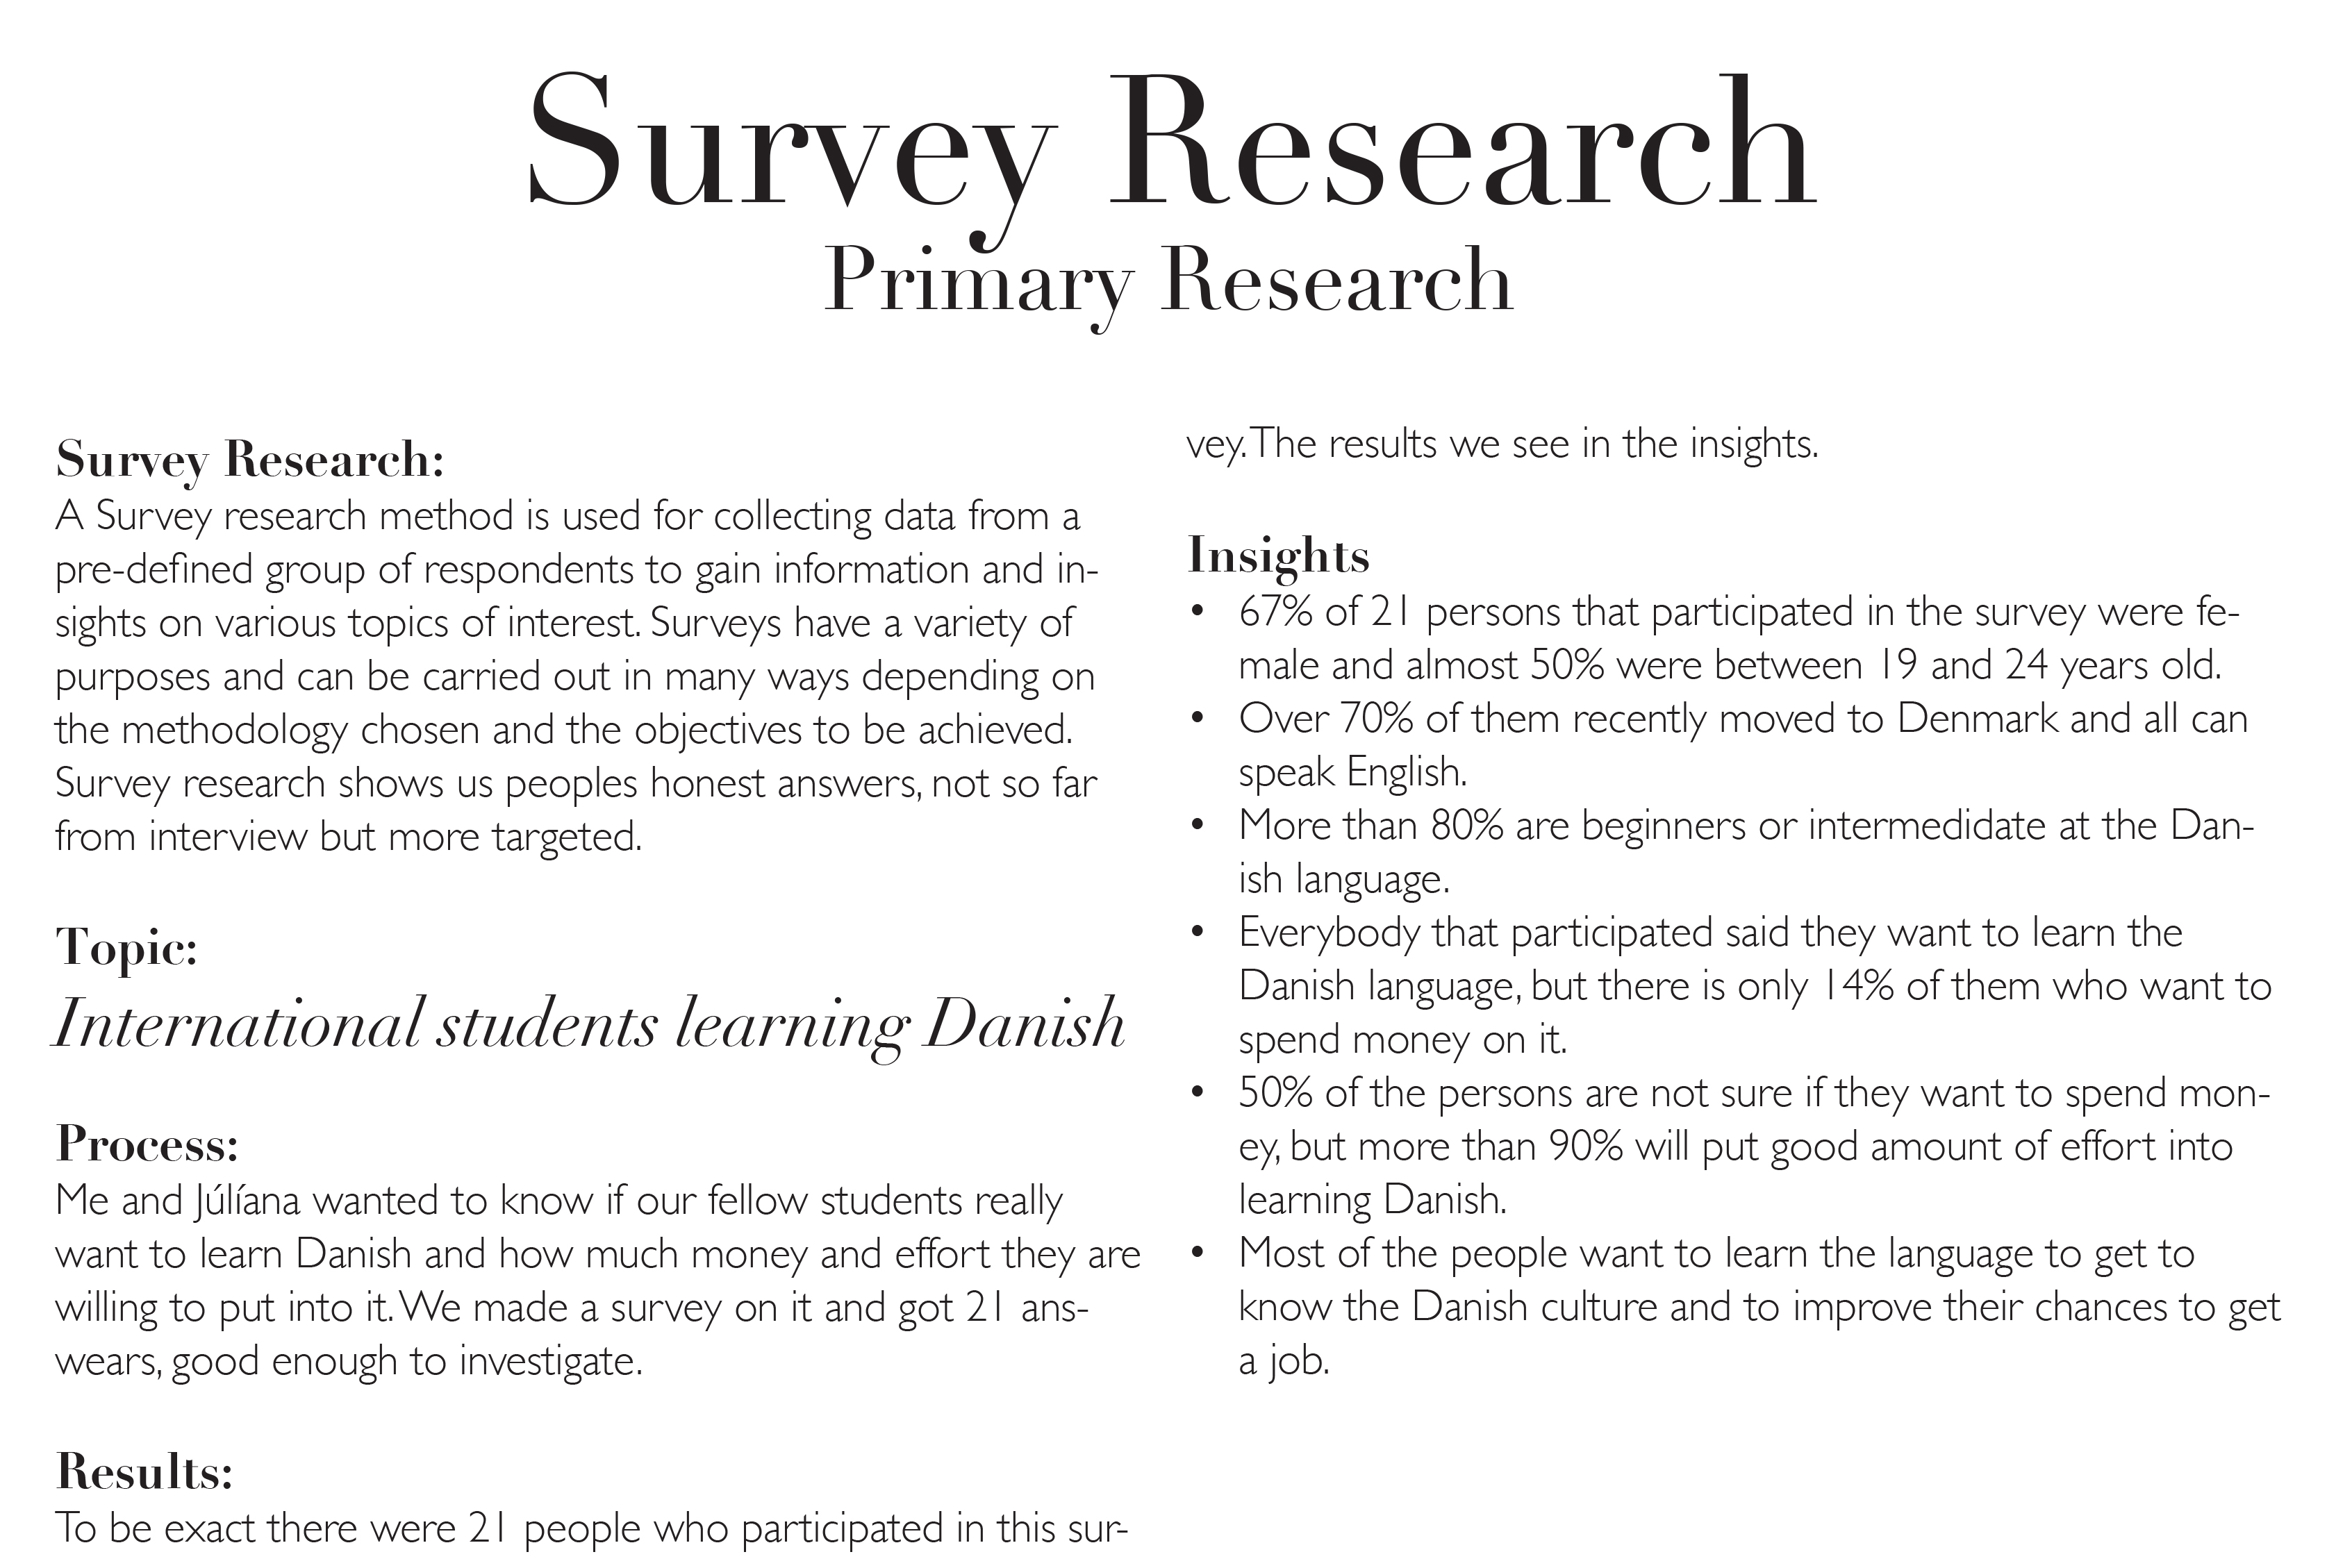 Survey Research
Primary Research
Survey Research:
A Survey research method is used for collecting data from a
pre-defined group of respondents to gain information and in-
sights on various topics of interest. Surveys have a variety of
purposes and can be carried out in many ways depending on
the methodology chosen and the objectives to be achieved.
Survey research shows us peoples honest answers, not so far
from interview but more targeted.
Topic:
International students learning Danish
Process:
Me and Júlíana wanted to know if our fellow students really
want to learn Danish and how much money and effort they are
willing to put into it. We made a survey on it and got 21 ans-
wears, good enough to investigate.
Results:
To be exact there were 21 people who participated in this sur-
vey. The results we see in the insights.
Insights
• 67% of 21 persons that participated in the survey were fe-
male and almost 50% were between 19 and 24 years old.
• Over 70% of them recently moved to Denmark and all can
speak English.
• More than 80% are beginners or intermedidate at the Dan-
ish language.
• Everybody that participated said they want to learn the
Danish language, but there is only 14% of them who want to
spend money on it.
• 50% of the persons are not sure if they want to spend mon-
ey, but more than 90% will put good amount of effort into
learning Danish.
• Most of the people want to learn the language to get to
know the Danish culture and to improve their chances to get
a job.